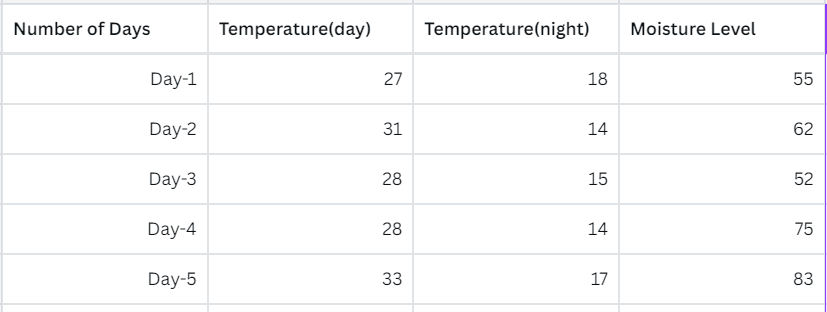 Number of Days Temperature(day) Temperature(night) Moisture Level
Day-1 27 18 55
Day-2 31 14 62
Day-3 28 15 52
Day-4 28 14 75
Day-5 33 17 83